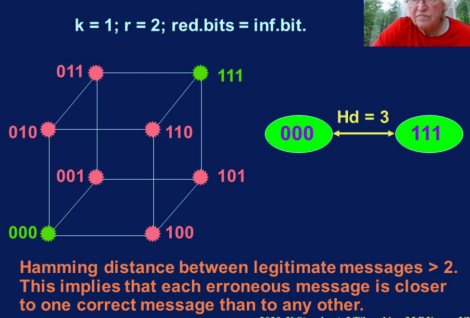 k = 1; r = 2; red.bits = inf.bit.
011
111
Hd = 3
010
110
000
111
001
101
000
100
Hamming distance between legitimate messages > 2.
This implies that each erroneous message is closer
to one correct message than to any other.